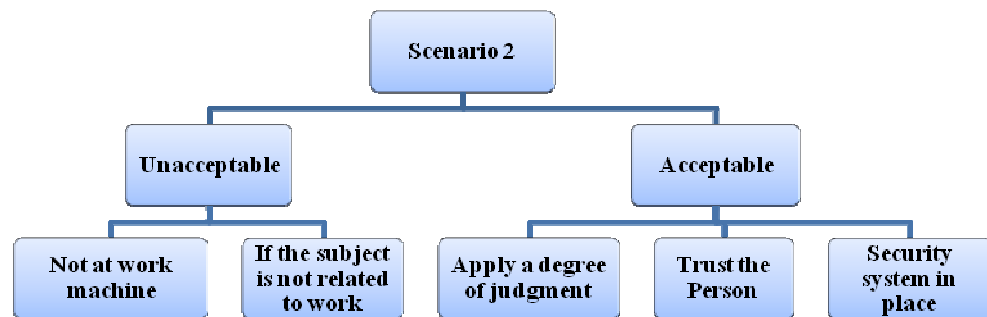 Scenario 2
Unacceptable
Acceptable
Not at work
machine
If the subject
is not related
to work
Apply a degree
of judgment
Trust the
Person
Security
system in
place